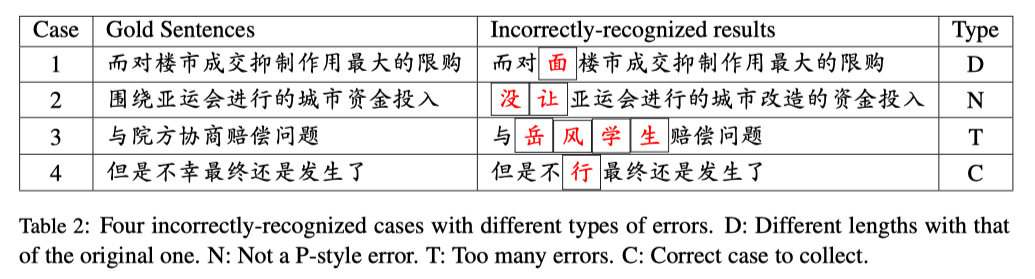 Case Gold Sentences Incorrectly-recognized results Type
1 而对楼市成交抑制作用最大的限购 而对面楼市成交抑制作用最大的限购 D
2 围绕亚运会进行的城市资金投入 没让亚运会进行的城市改造的资金投入 N
3 与院方协商赔偿问题 与岳风学生赔偿问题 T
4 但是不幸最终还是发生了 但是不行最终还是发生了 C
Table 2: Four incorrectly-recognized cases with different types of errors. D: Different lengths with that
of the original one. N: Not a P-style error. T: Too many errors. C: Correct case to collect.